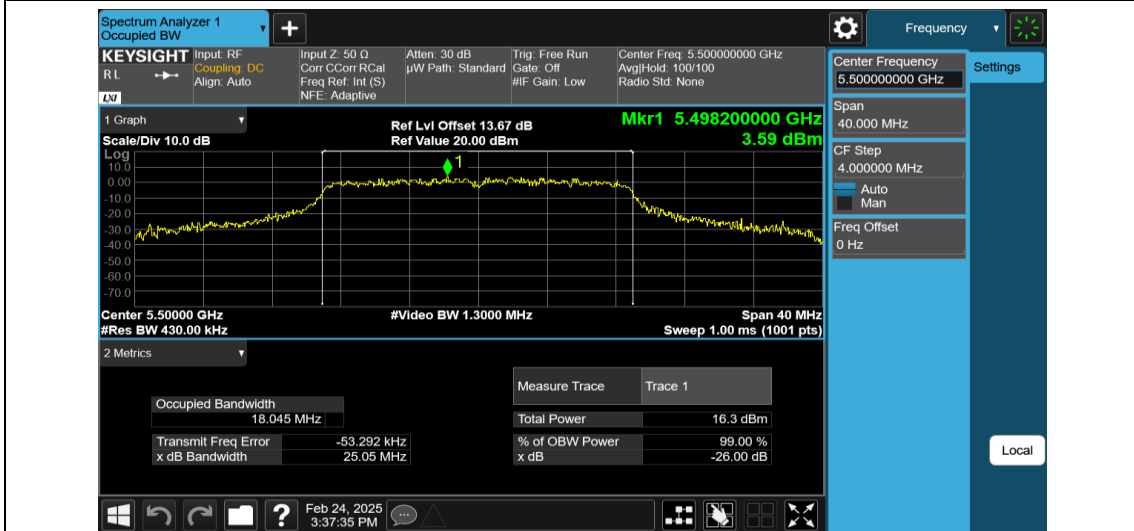 Spectrum Analyzer 1
Occupied BW
Frequency
KEYSIGHT
R L
LXI
Input: RF
Coupling: DC
Align: Auto
Input Z: 50 Ω
Corr CCorr RCal
Freq Ref: Int (S)
NFE: Adaptive
Atten: 30 dB
µW Path: Standard
Trig: Free Run
Gate: Off
#IF Gain: Low
Center Freq: 5.500000000 GHz
Avg|Hold: 100/100
Radio Std: None
Center Frequency
5.500000000 GHz
Settings
Span
40.000 MHz
CF Step
4.000000 MHz
Auto
Man
Freq Offset
0 Hz
1 Graph
Scale/Div 10.0 dB
Ref Lvl Offset 13.67 dB
Ref Value 20.00 dBm
Mkr1 5.498200000 GHz
3.59 dBm
Log
10.0
0.00
-10.0
-20.0
-30.0
-40.0
-50.0
-60.0
-70.0
1
Center 5.50000 GHz
#Res BW 430.00 kHz
#Video BW 1.3000 MHz
Span 40 MHz
Sweep 1.00 ms (1001 pts)
2 Metrics
Measure Trace Trace 1
Occupied Bandwidth
18.045 MHz
Total Power 16.3 dBm
Transmit Freq Error -53.292 kHz
% of OBW Power 99.00 %
x dB Bandwidth 25.05 MHz
x dB -26.00 dB
Local
Feb 24, 2025
3:37:35 PM